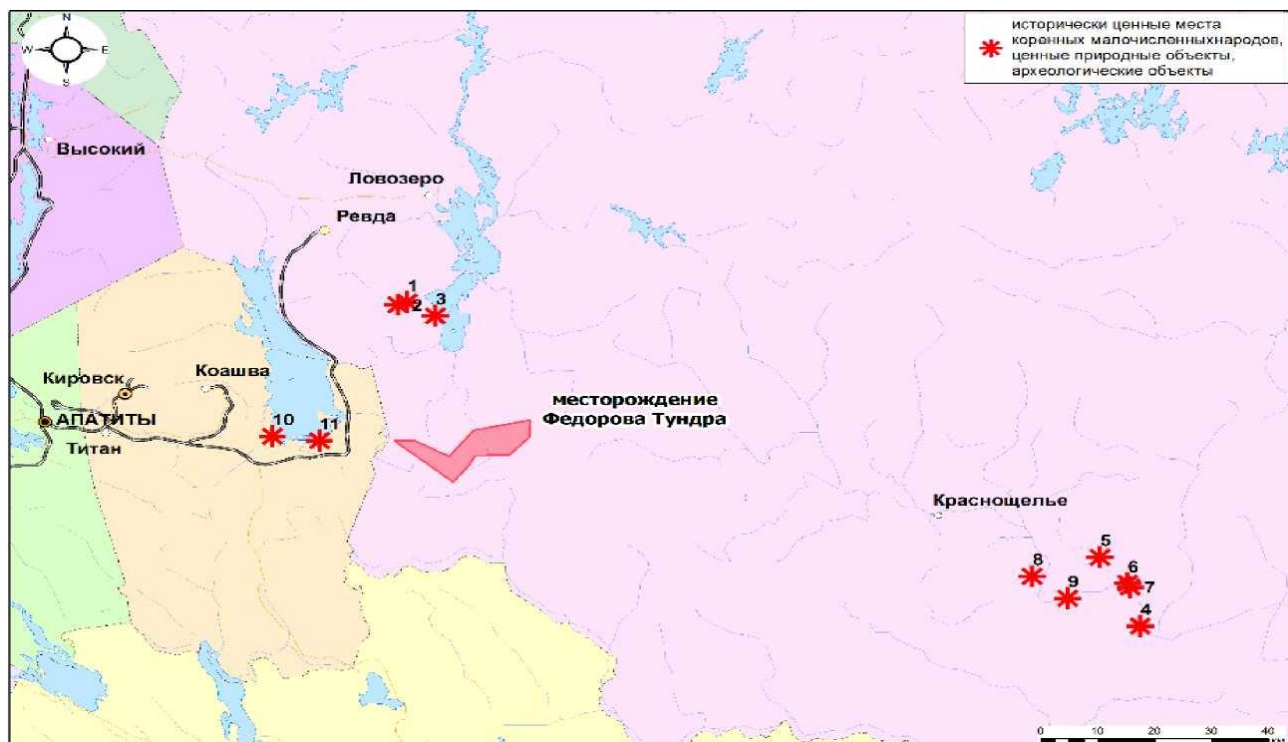 N
W E
S
исторически ценные места
коренных малочисленныхнародов,
ценные природные объекты,
археологические объекты
Высокий
Ловозеро
Ревда
1
2 3
Кировск
Коашва
месторождение
Федорова Тундра
АПАТИТЫ
10
11
Титан
Краснощелье
5
8
6
9
7
4
0 10 20 30 40
км